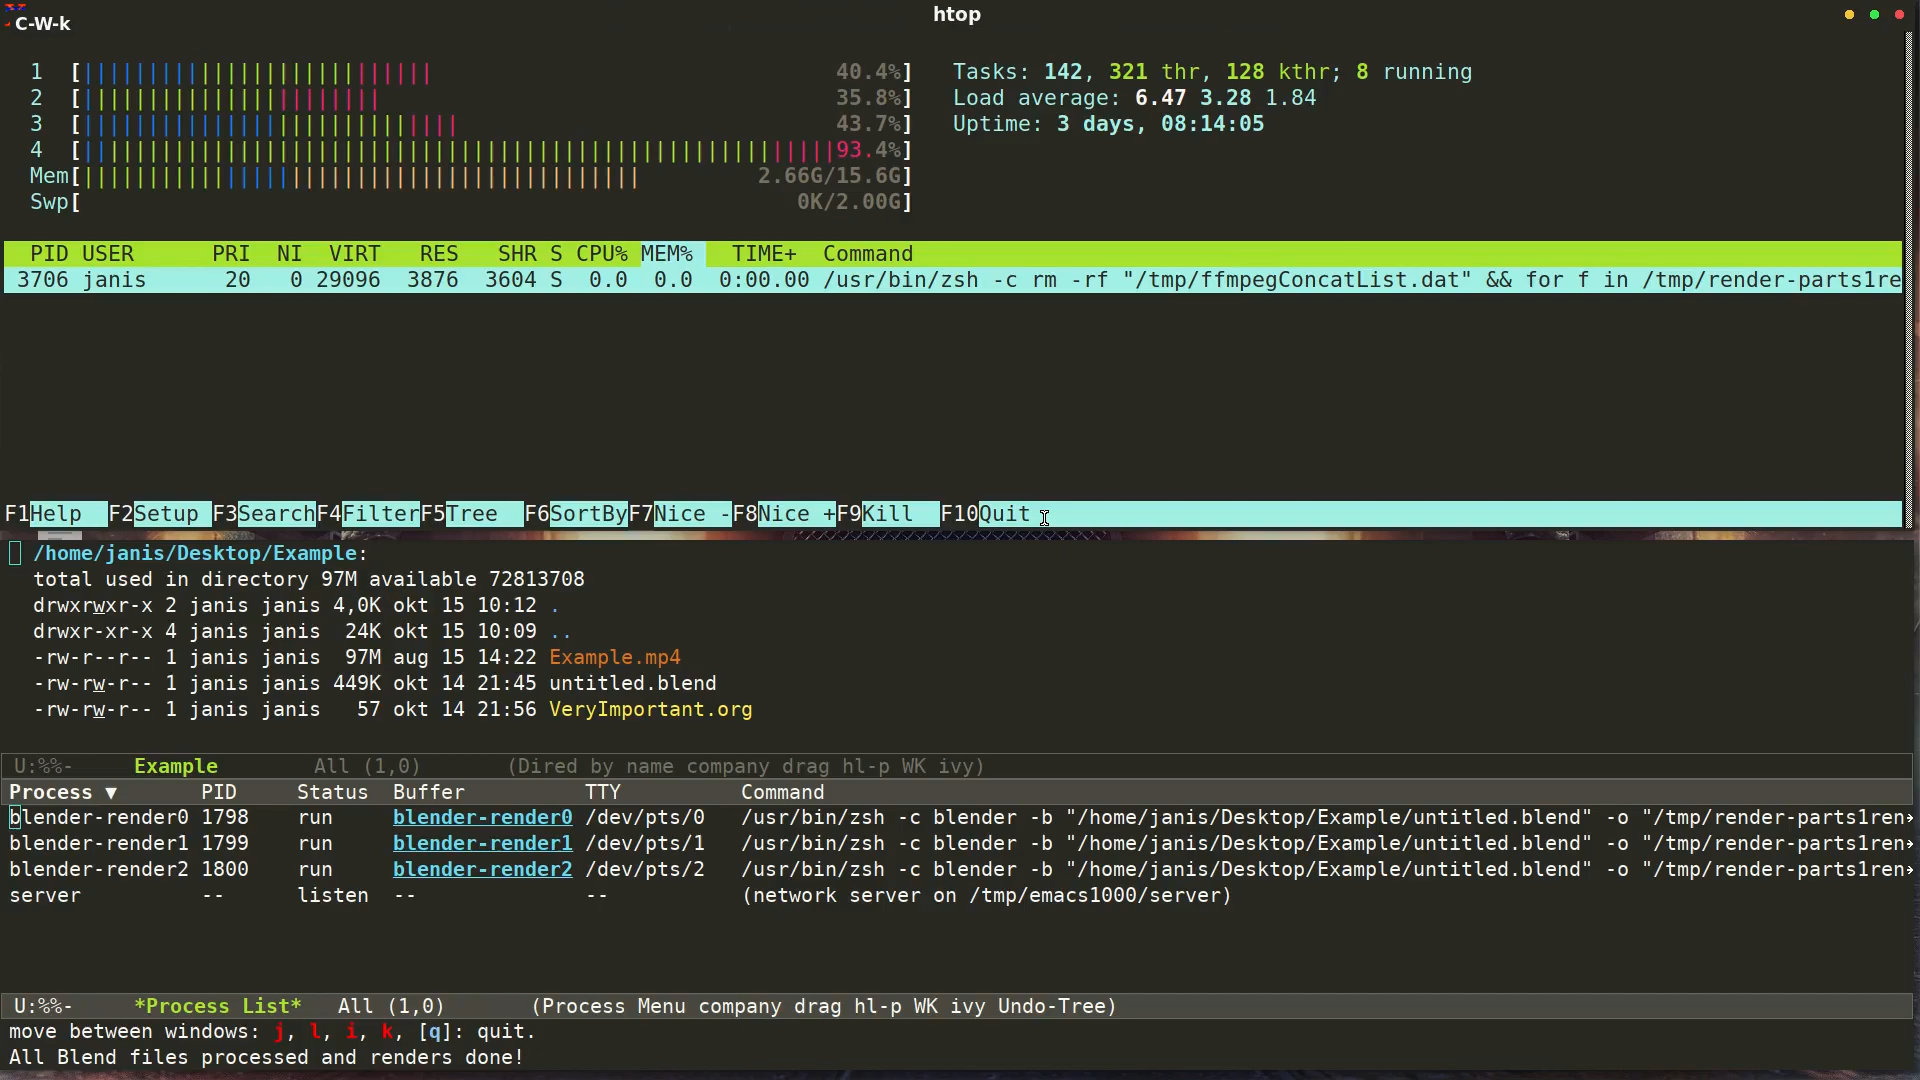 C-W-k
htop
1 [||||||||||||||||||||||||||| 40.4%] Tasks: 142, 321 thr, 128 kthr; 8 running
2 [||||||||||||||||||||||| 35.8%] Load average: 6.47 3.28 1.84
3 [||||||||||||||||||||||||||||| 43.7%] Uptime: 3 days, 08:14:05
4 [||||||||||||||||||||||||||||||||||||||||||||||||||||||||||93.4%]
Mem[||||||||||||||||||||||||||||||||||||||||||| 2.66G/15.6G]
Swp[ 0K/2.00G]
PID USER PRI NI VIRT RES SHR S CPU% MEM% TIME+ Command
3706 janis 20 0 29096 3876 3604 S 0.0 0.0 0:00.00 /usr/bin/zsh -c rm -rf "/tmp/ffmpegConcatList.dat" && for f in /tmp/render-parts1re
F1Help F2Setup F3SearchF4FilterF5Tree F6SortByF7Nice -F8Nice +F9Kill F10Quit
/home/janis/Desktop/Example:
total used in directory 97M available 72813708
drwxrwxr-x 2 janis janis 4,0K okt 15 10:12 .
drwxr-xr-x 4 janis janis 24K okt 15 10:09 ..
-rw-r--r-- 1 janis janis 97M aug 15 14:22 Example.mp4
-rw-rw-r-- 1 janis janis 449K okt 14 21:45 untitled.blend
-rw-rw-r-- 1 janis janis 57 okt 14 21:56 VeryImportant.org
U:%%- Example All (1,0) (Dired by name company drag hl-p WK ivy)
Process ▼ PID Status Buffer TTY Command
blender-render0 1798 run blender-render0 /dev/pts/0 /usr/bin/zsh -c blender -b "/home/janis/Desktop/Example/untitled.blend" -o "/tmp/render-parts1ren
blender-render1 1799 run blender-render1 /dev/pts/1 /usr/bin/zsh -c blender -b "/home/janis/Desktop/Example/untitled.blend" -o "/tmp/render-parts1ren
blender-render2 1800 run blender-render2 /dev/pts/2 /usr/bin/zsh -c blender -b "/home/janis/Desktop/Example/untitled.blend" -o "/tmp/render-parts1ren
server -- listen -- -- (network server on /tmp/emacs1000/server)
U:%%- *Process List* All (1,0) (Process Menu company drag hl-p WK ivy Undo-Tree)
move between windows: j, l, i, k, [q]: quit.
All Blend files processed and renders done!